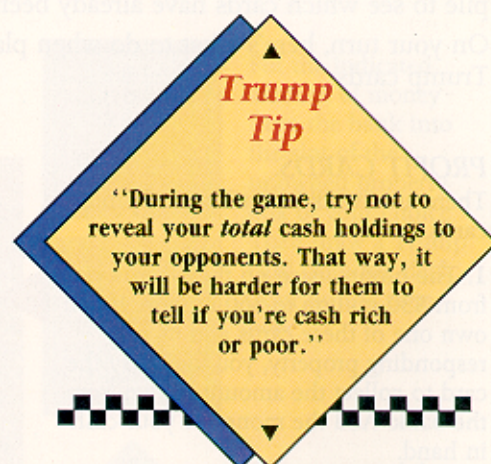 Trump
Tip
‘‘During the game, try not to
reveal your total cash holdings to
your opponents. That way, it
will be harder for them to
tell if you're cash rich
or poor.’’